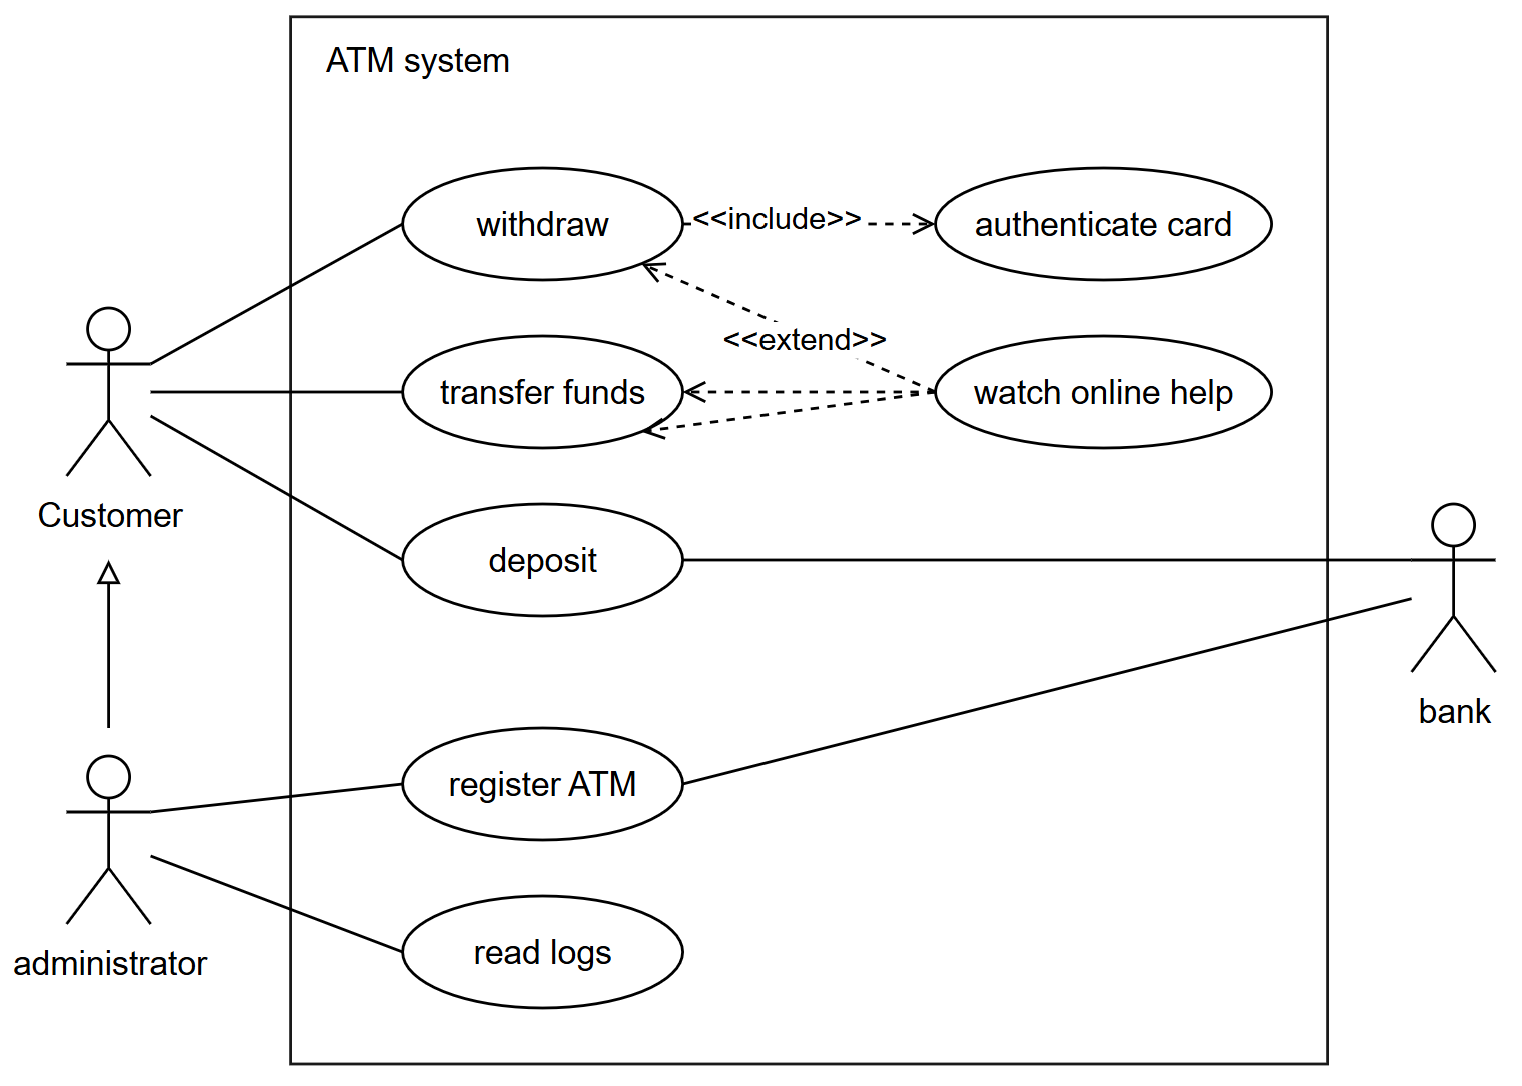 ATM system
withdraw
<<include>>
authenticate card
<<extend>>
transfer funds
watch online help
Customer
deposit
bank
register ATM
read logs
administrator